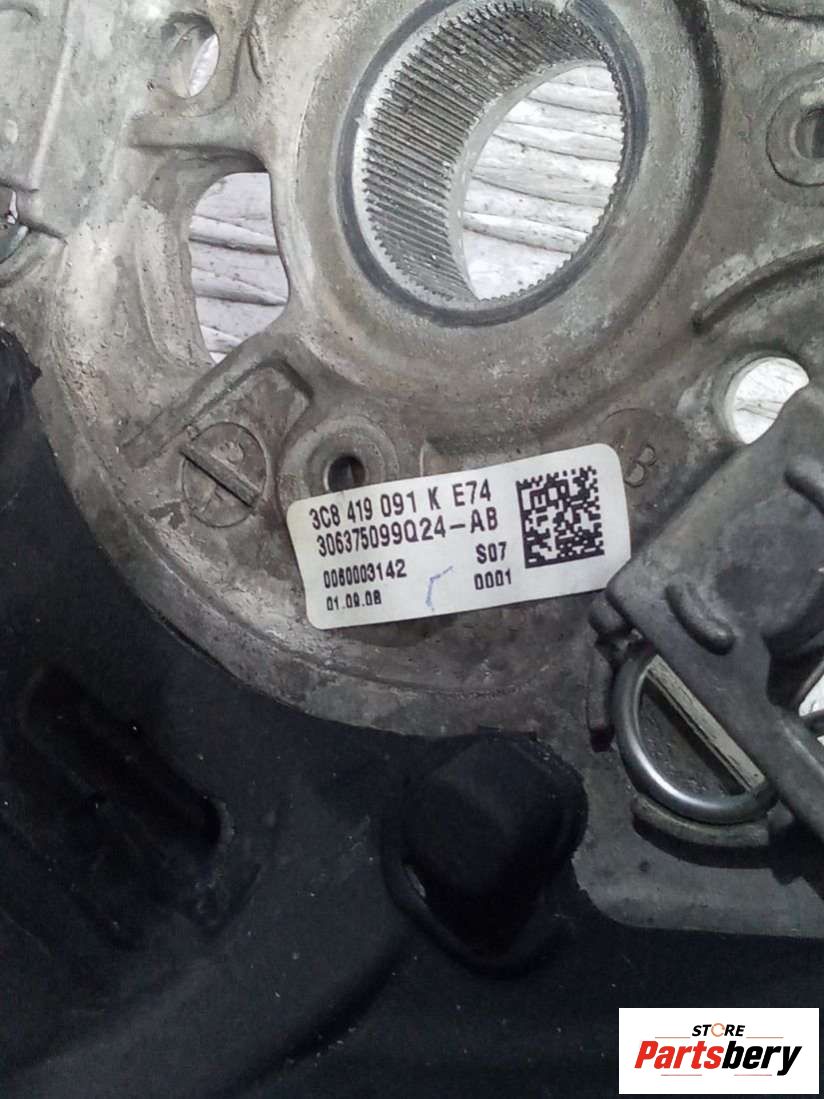 3C8 419 091 K E74
306375099Q24-AB
0060003142 S07
01.09.08 0001
B
STORE
Partsbery